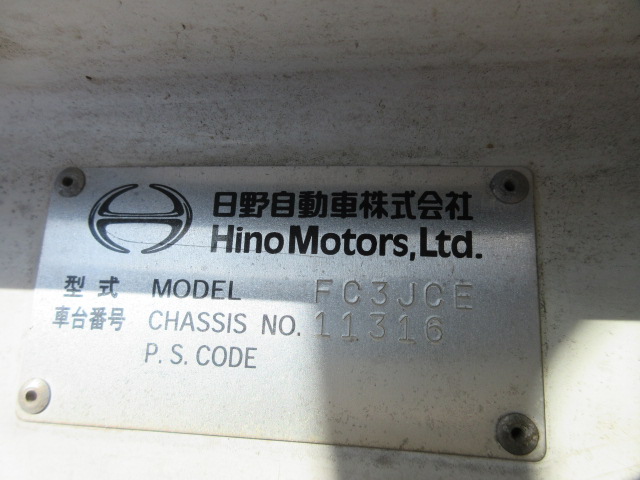 日野自動車株式会社
Hino Motors, Ltd.
型式 MODEL FC3JCE
車台番号 CHASSIS NO. 11316
P. S. CODE